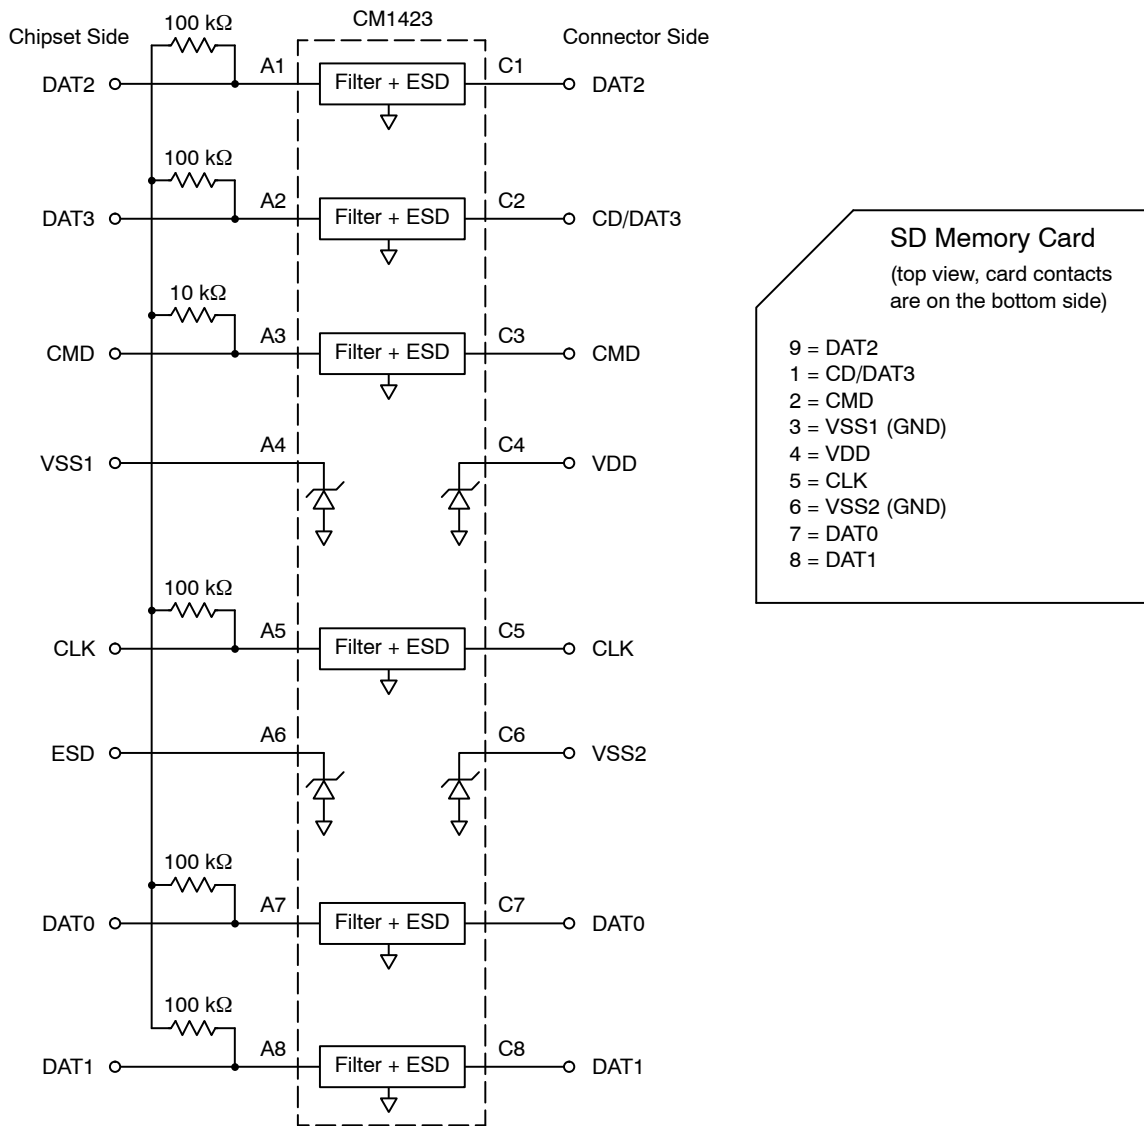 CM1423
Chipset Side
Connector Side
100 kΩ
DAT2 A1 Filter + ESD C1 DAT2
100 kΩ
DAT3 A2 Filter + ESD C2 CD/DAT3
10 kΩ
CMD A3 Filter + ESD C3 CMD
VSS1 A4 C4 VDD
100 kΩ
CLK A5 Filter + ESD C5 CLK
ESD A6 C6 VSS2
100 kΩ
DAT0 A7 Filter + ESD C7 DAT0
100 kΩ
DAT1 A8 Filter + ESD C8 DAT1
SD Memory Card
(top view, card contacts
are on the bottom side)
9 = DAT2
1 = CD/DAT3
2 = CMD
3 = VSS1 (GND)
4 = VDD
5 = CLK
6 = VSS2 (GND)
7 = DAT0
8 = DAT1